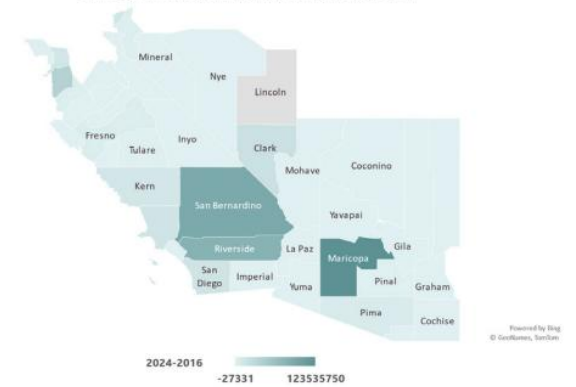 Mineral
Nye
Lincoln
Fresno
Tulare
Inyo
Clark
Mohave
Coconino
Kern
San Bernardino
Yavapai
Riverside
La Paz
Maricopa
Gila
San
Diego
Imperial
Yuma
Pinal
Graham
Pima
Cochise
Powered by Bing
© GeoNames, TomTom
2024-2016
-27331 123535750